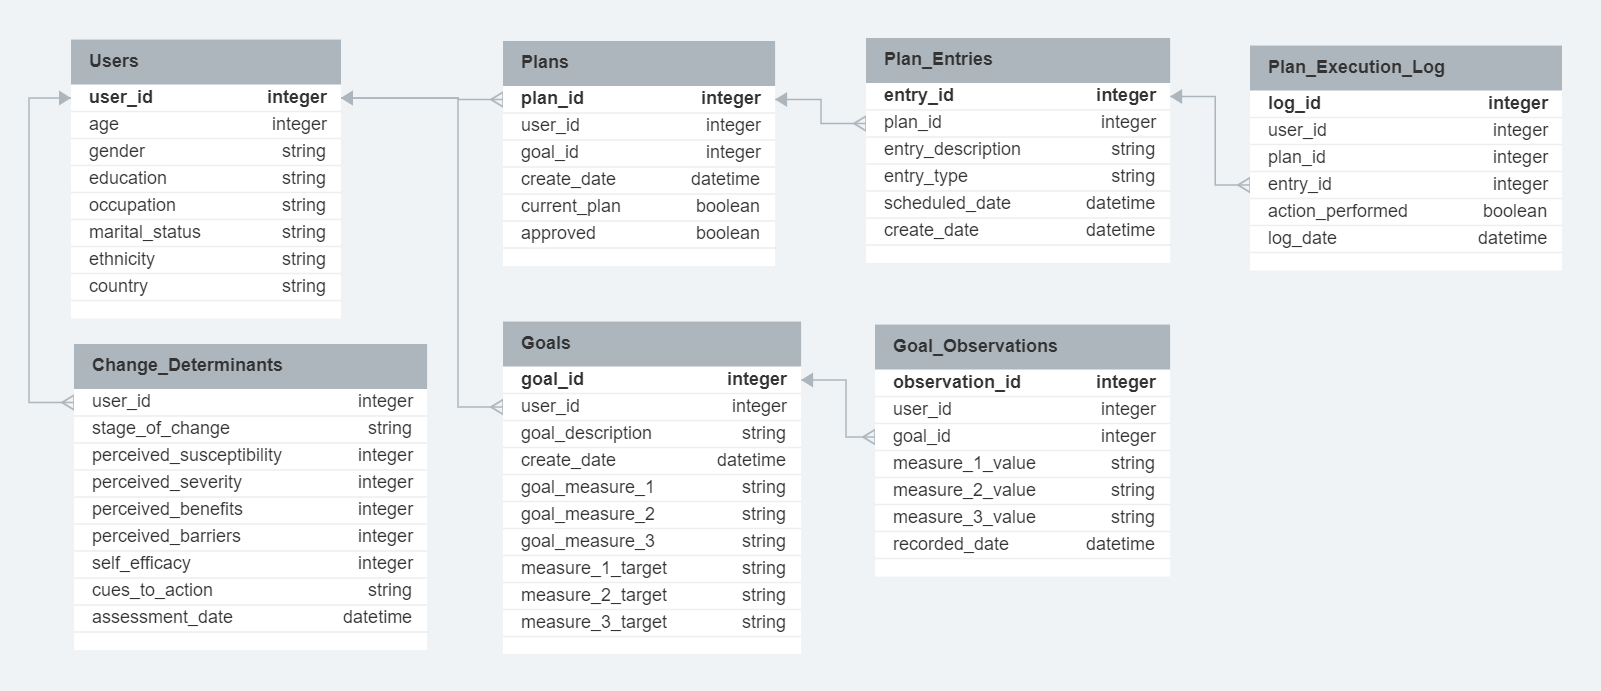 Users
user_id integer
age integer
gender string
education string
occupation string
marital_status string
ethnicity string
country string
Plans
plan_id integer
user_id integer
goal_id integer
create_date datetime
current_plan boolean
approved boolean
Plan_Entries
entry_id integer
plan_id integer
entry_description string
entry_type string
scheduled_date datetime
create_date datetime
Plan_Execution_Log
log_id integer
user_id integer
plan_id integer
entry_id integer
action_performed boolean
log_date datetime
Change_Determinants
user_id integer
stage_of_change string
perceived_susceptibility integer
perceived_severity integer
perceived_benefits integer
perceived_barriers integer
self_efficacy integer
cues_to_action string
assessment_date datetime
Goals
goal_id integer
user_id integer
goal_description string
create_date datetime
goal_measure_1 string
goal_measure_2 string
goal_measure_3 string
measure_1_target string
measure_2_target string
measure_3_target string
Goal_Observations
observation_id integer
user_id integer
goal_id integer
measure_1_value string
measure_2_value string
measure_3_value string
recorded_date datetime